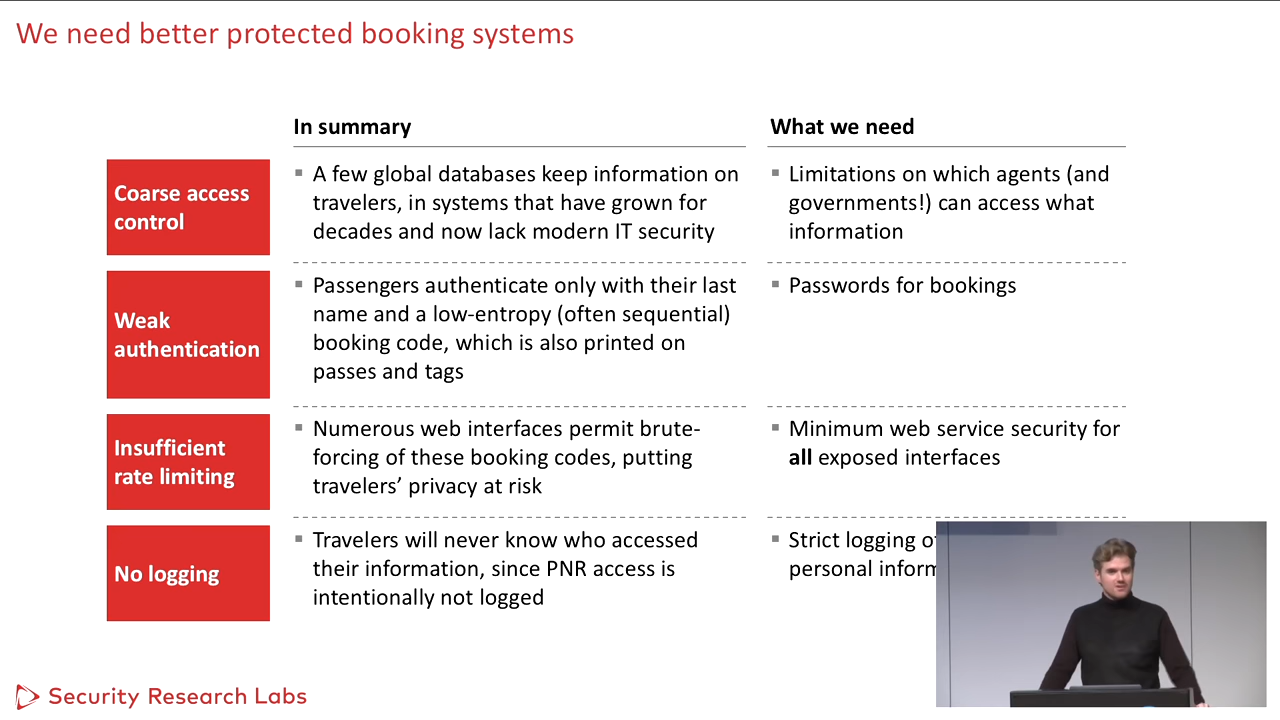 We need better protected booking systems
In summary
What we need
Coarse access
control
▪ A few global databases keep information on
travelers, in systems that have grown for
decades and now lack modern IT security
▪ Limitations on which agents (and
governments!) can access what
information
Weak
authentication
▪ Passengers authenticate only with their last
name and a low-entropy (often sequential)
booking code, which is also printed on
passes and tags
▪ Passwords for bookings
Insufficient
rate limiting
▪ Numerous web interfaces permit brute-
forcing of these booking codes, putting
travelers’ privacy at risk
▪ Minimum web service security for
all exposed interfaces
No logging
▪ Travelers will never know who accessed
their information, since PNR access is
intentionally not logged
▪ Strict logging
personal
Security Research Labs